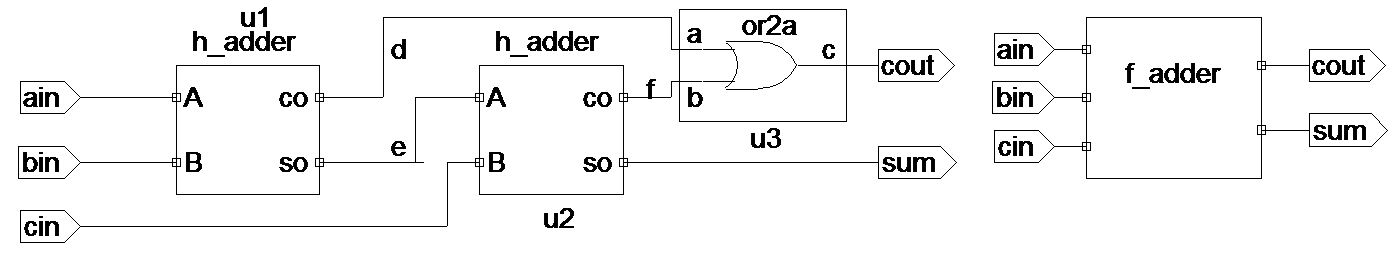 u1
h_adder
ain
A
co
bin
B
so
cin
d
e
h_adder
A
co
B
so
u2
f
or2a
a
b
c
u3
cout
sum
ain
bin
cin
f_adder
cout
sum